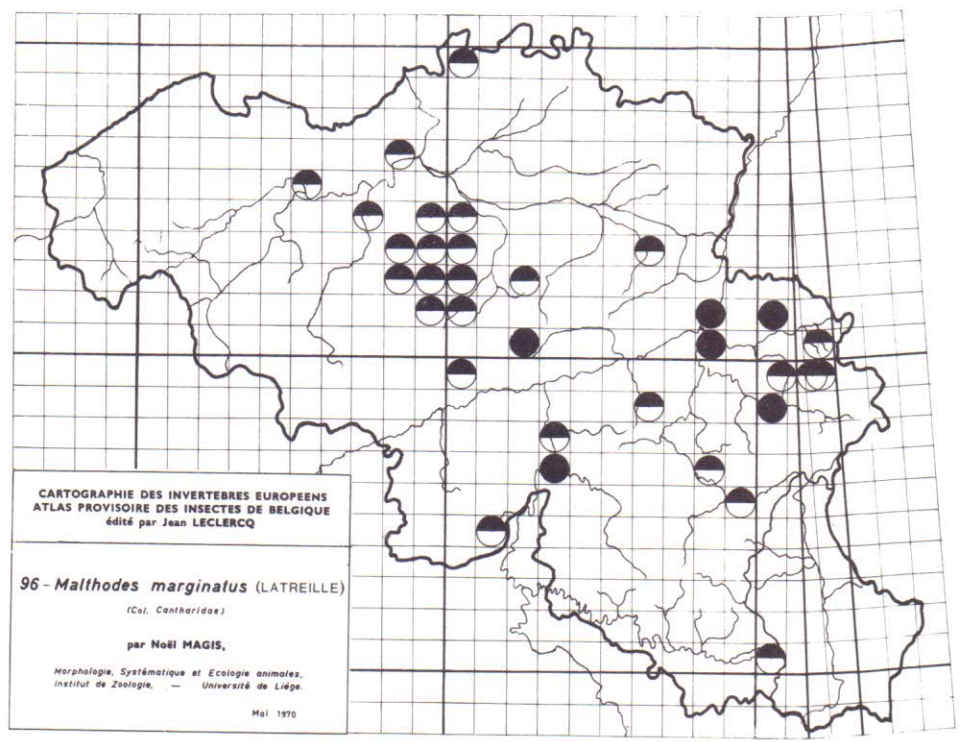 CARTOGRAPHIE DES INVERTEBRES EUROPEENS
ATLAS PROVISOIRE DES INSECTES DE BELGIQUE
édité par Jean LECLERCQ
96 - Malthodes marginatus (LATREILLE)
(Col. Cantharidae)
par Noël MAGIS,
Morphologie, Systématique et Ecologie animales,
Institut de Zoologie, — Université de Liége.
Mai 1970